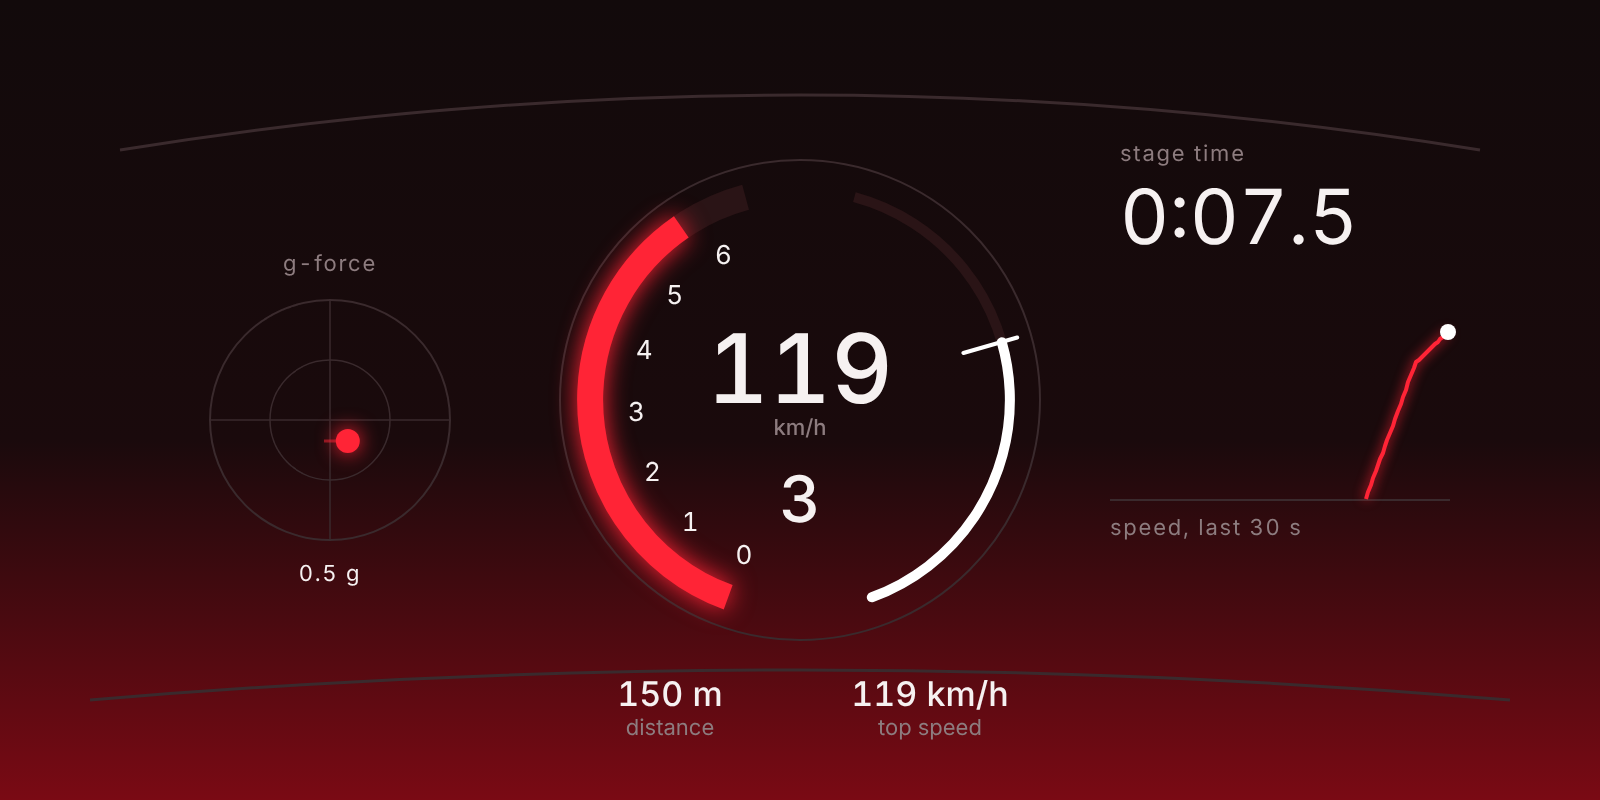 stage time
0:07.5
g-force
0.5 g
6
5
4
3
2
1
0
119
km/h
3
speed, last 30 s
150 m
distance
119 km/h
top speed